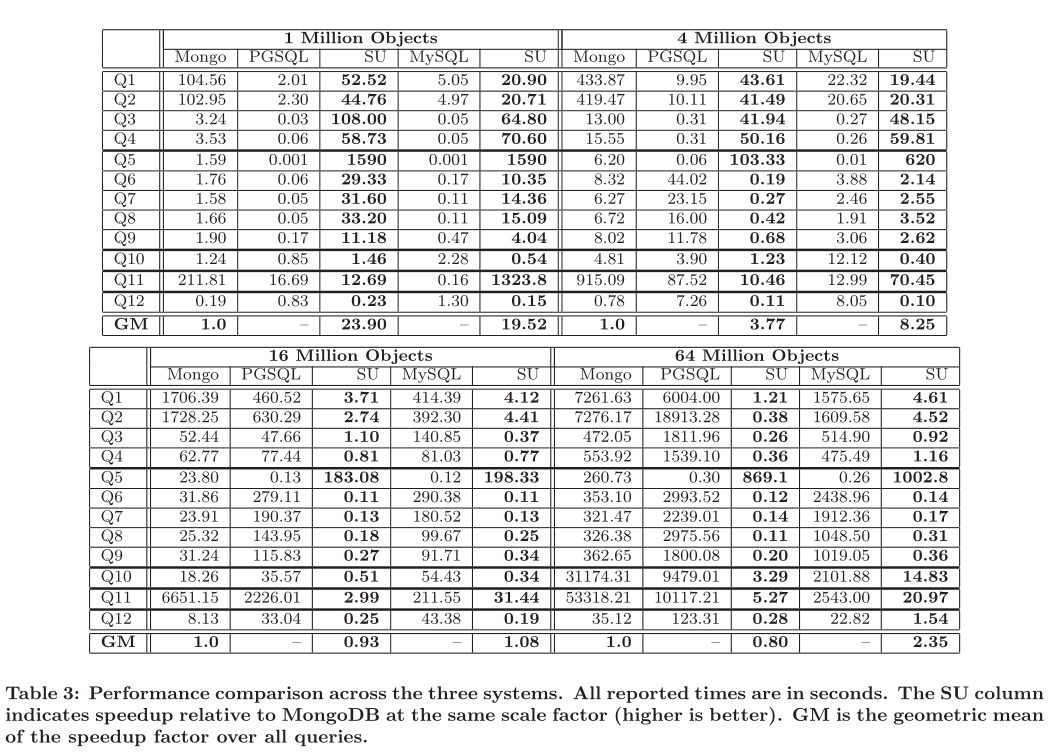 1 Million Objects 4 Million Objects
Mongo PGSQL SU MySQL SU Mongo PGSQL SU MySQL SU
Q1 104.56 2.01 52.52 5.05 20.90 433.87 9.95 43.61 22.32 19.44
Q2 102.95 2.30 44.76 4.97 20.71 419.47 10.11 41.49 20.65 20.31
Q3 3.24 0.03 108.00 0.05 64.80 13.00 0.31 41.94 0.27 48.15
Q4 3.53 0.06 58.73 0.05 70.60 15.55 0.31 50.16 0.26 59.81
Q5 1.59 0.001 1590 0.001 1590 6.20 0.06 103.33 0.01 620
Q6 1.76 0.06 29.33 0.17 10.35 8.32 44.02 0.19 3.88 2.14
Q7 1.58 0.05 31.60 0.11 14.36 6.27 23.15 0.27 2.46 2.55
Q8 1.66 0.05 33.20 0.11 15.09 6.72 16.00 0.42 1.91 3.52
Q9 1.90 0.17 11.18 0.47 4.04 8.02 11.78 0.68 3.06 2.62
Q10 1.24 0.85 1.46 2.28 0.54 4.81 3.90 1.23 12.12 0.40
Q11 211.81 16.69 12.69 0.16 1323.8 915.09 87.52 10.46 12.99 70.45
Q12 0.19 0.83 0.23 1.30 0.15 0.78 7.26 0.11 8.05 0.10
GM 1.0 – 23.90 – 19.52 1.0 – 3.77 – 8.25
16 Million Objects 64 Million Objects
Mongo PGSQL SU MySQL SU Mongo PGSQL SU MySQL SU
Q1 1706.39 460.52 3.71 414.39 4.12 7261.63 6004.00 1.21 1575.65 4.61
Q2 1728.25 630.29 2.74 392.30 4.41 7276.17 18913.28 0.38 1609.58 4.52
Q3 52.44 47.66 1.10 140.85 0.37 472.05 1811.96 0.26 514.90 0.92
Q4 62.77 77.44 0.81 81.03 0.77 553.92 1539.10 0.36 475.49 1.16
Q5 23.80 0.13 183.08 0.12 198.33 260.73 0.30 869.1 0.26 1002.8
Q6 31.86 279.11 0.11 290.38 0.11 353.10 2993.52 0.12 2438.96 0.14
Q7 23.91 190.37 0.13 180.52 0.13 321.47 2239.01 0.14 1912.36 0.17
Q8 25.32 143.95 0.18 99.67 0.25 326.38 2975.56 0.11 1048.50 0.31
Q9 31.24 115.83 0.27 91.71 0.34 362.65 1800.08 0.20 1019.05 0.36
Q10 18.26 35.57 0.51 54.43 0.34 31174.31 9479.01 3.29 2101.88 14.83
Q11 6651.15 2226.01 2.99 211.55 31.44 53318.21 10117.21 5.27 2543.00 20.97
Q12 8.13 33.04 0.25 43.38 0.19 35.12 123.31 0.28 22.82 1.54
GM 1.0 – 0.93 – 1.08 1.0 – 0.80 – 2.35
Table 3: Performance comparison across the three systems. All reported times are in seconds. The SU column
indicates speedup relative to MongoDB at the same scale factor (higher is better). GM is the geometric mean
of the speedup factor over all queries.